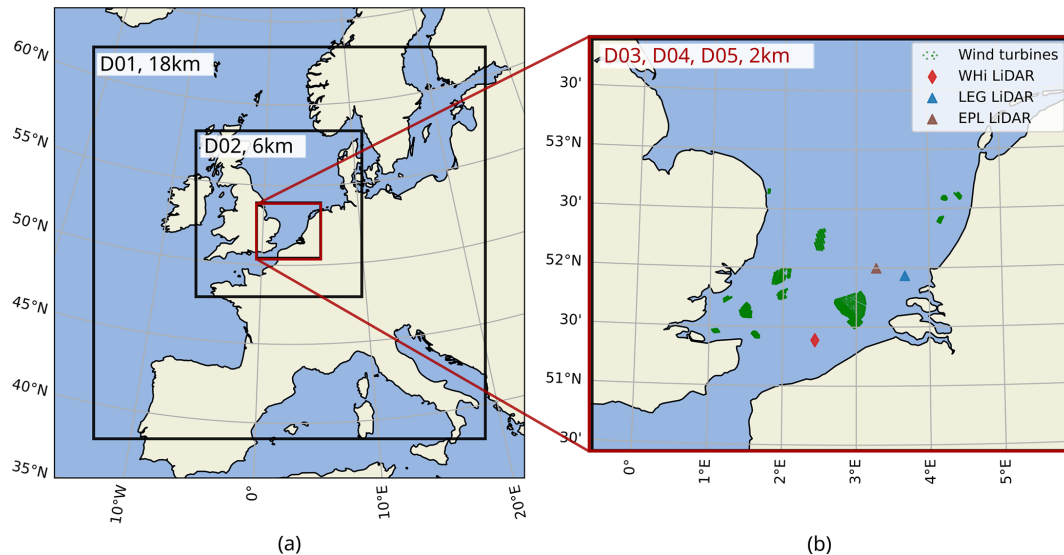 60°N
55°N
50°N
45°N
40°N
35°N
10°W
0°
10°E
20°E
D01, 18km
D02, 6km
(a)
D03, D04, D05, 2km
Wind turbines
WHi LiDAR
LEG LiDAR
EPL LiDAR
30'
53°N
30'
52°N
30'
51°N
30'
0°
1°E
2°E
3°E
4°E
5°E
(b)